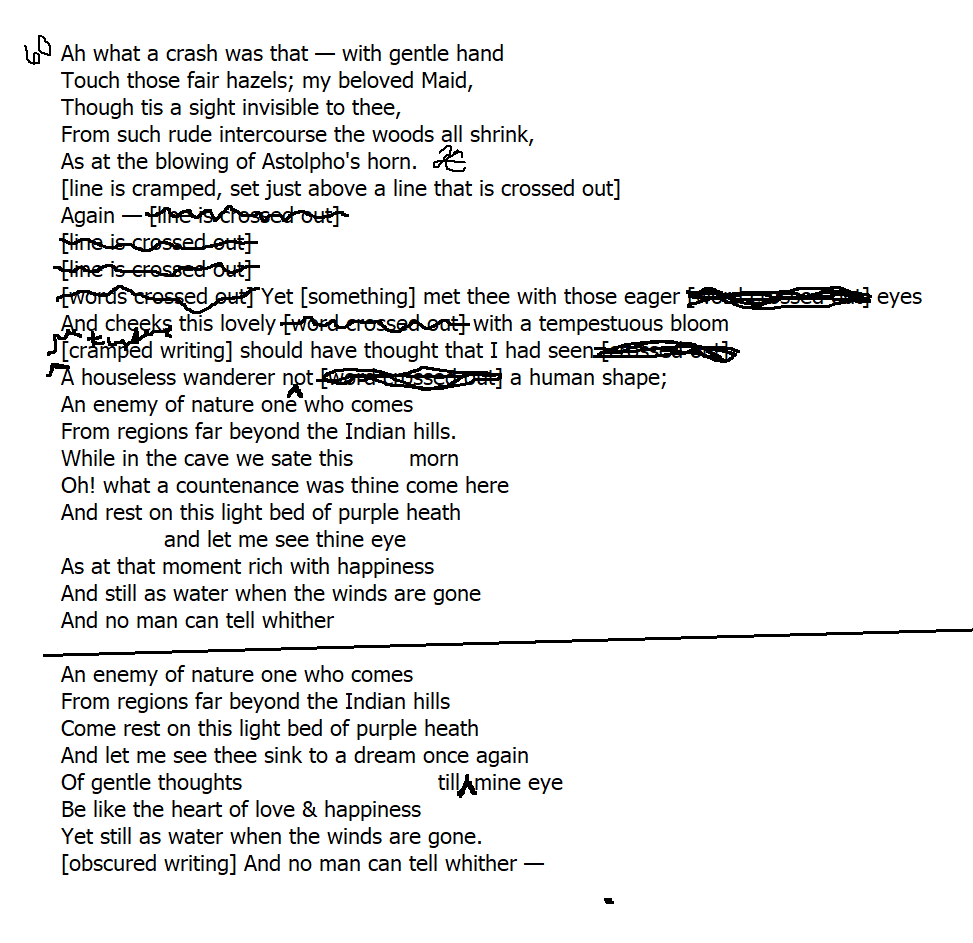 Ah what a crash was that — with gentle hand
Touch those fair hazels; my beloved Maid,
Though tis a sight invisible to thee,
From such rude intercourse the woods all shrink,
As at the blowing of Astolpho's horn.
[line is cramped, set just above a line that is crossed out]
Again — [line is crossed out]
[line is crossed out]
[line is crossed out]
[words crossed out] Yet [something] met thee with those eager [word crossed out] eyes
And cheeks this lovely [word crossed out] with a tempestuous bloom
[cramped writing] should have thought that I had seen [crossed out]
A houseless wanderer not [word crossed out] a human shape;
An enemy of nature one who comes
From regions far beyond the Indian hills.
While in the cave we sate this morn
Oh! what a countenance was thine come here
And rest on this light bed of purple heath
and let me see thine eye
As at that moment rich with happiness
And still as water when the winds are gone
And no man can tell whither
An enemy of nature one who comes
From regions far beyond the Indian hills
Come rest on this light bed of purple heath
And let me see thee sink to a dream once again
Of gentle thoughts till mine eye
Be like the heart of love & happiness
Yet still as water when the winds are gone.
[obscured writing] And no man can tell whither —